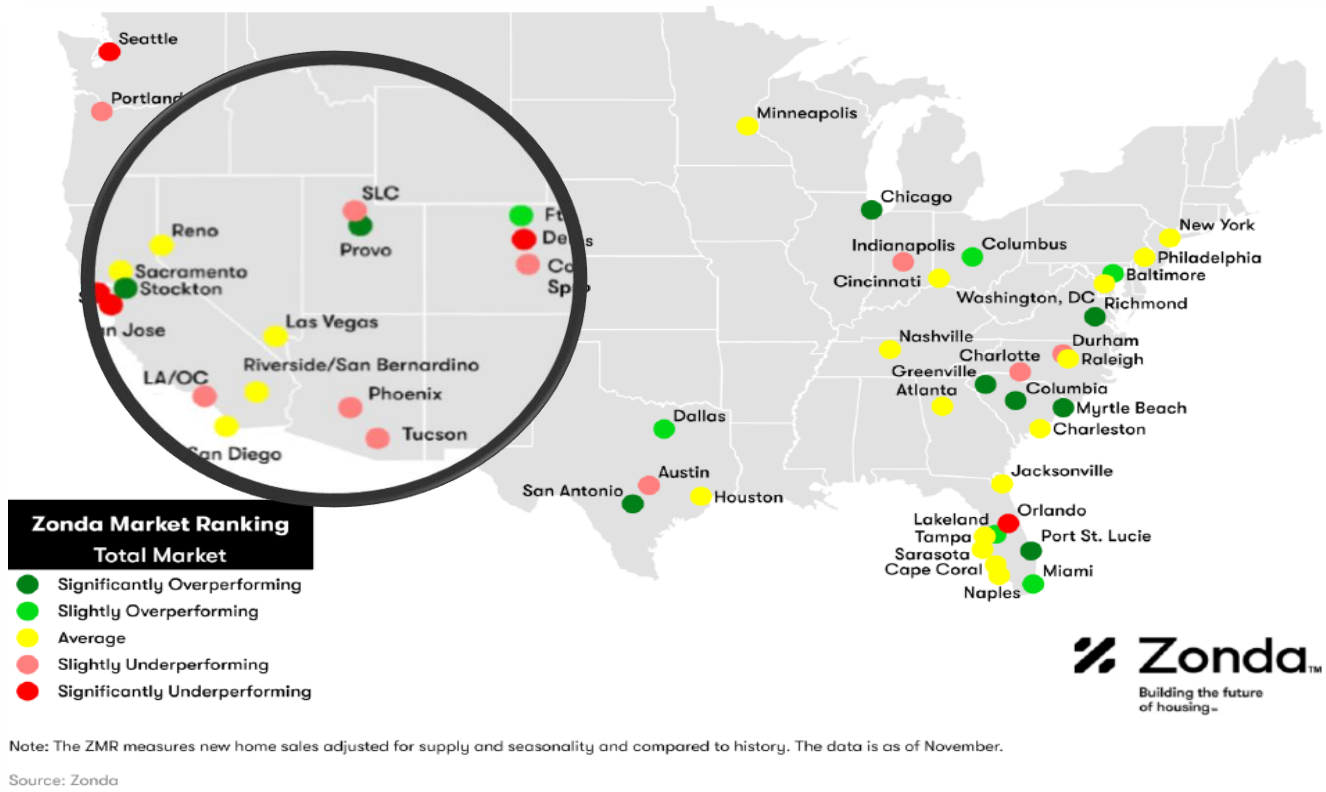 Seattle
Portland
Minneapolis
SLC
Provo
Reno
Sacramento
Stockton
Las Vegas
Riverside/San Bernardino
LA/OC
Phoenix
Tucson
San Diego
Chicago
New York
Indianapolis
Columbus
Philadelphia
Cincinnati
Baltimore
Washington, DC
Richmond
Nashville
Durham
Charlotte
Raleigh
Greenville
Atlanta
Columbia
Myrtle Beach
Charleston
Dallas
Austin
San Antonio
Houston
Jacksonville
Orlando
Lakeland
Tampa
Port St. Lucie
Sarasota
Cape Coral
Miami
Naples
Zonda Market Ranking
Total Market
Significantly Overperforming
Slightly Overperforming
Average
Slightly Underperforming
Significantly Underperforming
Zonda™
Building the future
of housing™
Note: The ZMR measures new home sales adjusted for supply and seasonality and compared to history. The data is as of November.
Source: Zonda